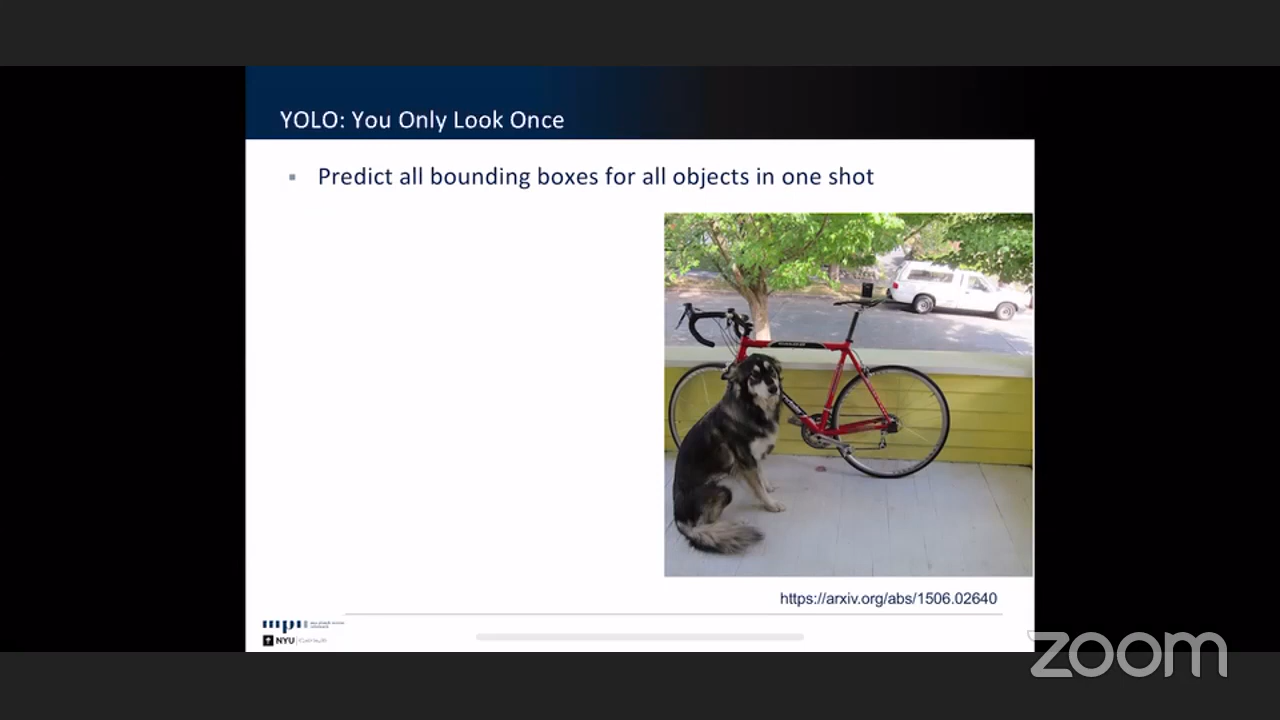 YOLO: You Only Look Once
Predict all bounding boxes for all objects in one shot
https://arxiv.org/abs/1506.02640
mpi
NYU
zoom